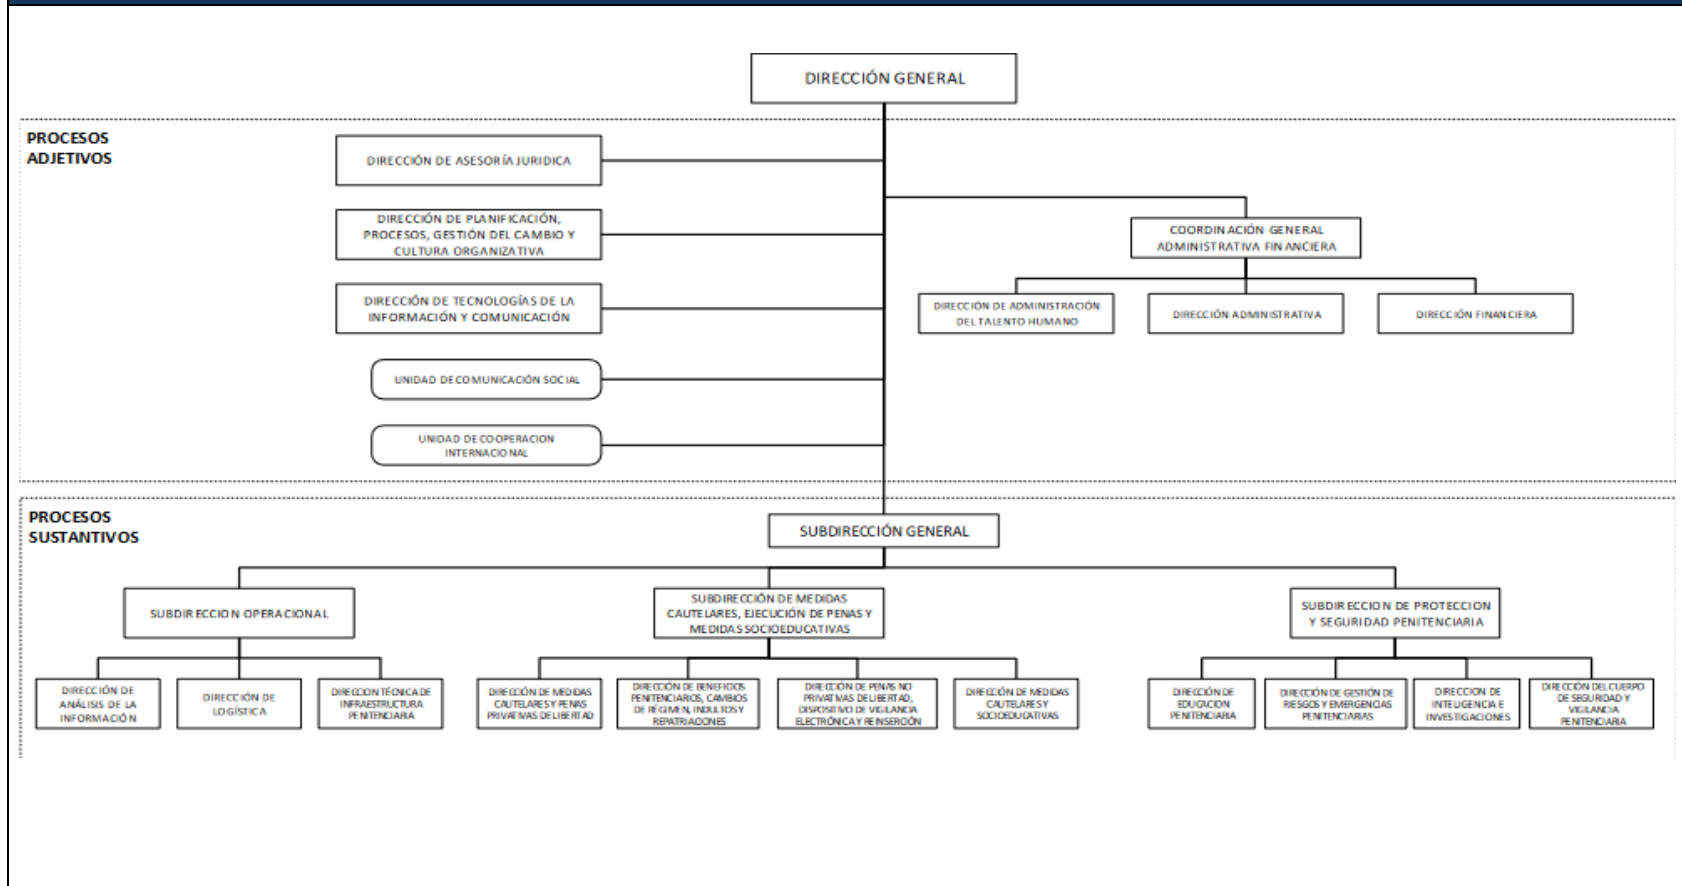 DIRECCIÓN GENERAL
PROCESOS
ADJETIVOS
DIRECCIÓN DE ASESORÍA JURIDICA
DIRECCIÓN DE PLANIFICACIÓN,
PROCESOS, GESTIÓN DEL CAMBIO Y
CULTURA ORGANIZATIVA
DIRECCIÓN DE TECNOLOGÍAS DE LA
INFORMACIÓN Y COMUNICACIÓN
UNIDAD DE COMUNICACIÓN SOCIAL
UNIDAD DE COOPERACION
INTERNACIONAL
COORDINACIÓN GENERAL
ADMINISTRATIVA FINANCIERA
DIRECCIÓN DE ADMINISTRACIÓN
DEL TALENTO HUMANO
DIRECCIÓN ADMINISTRATIVA
DIRECCIÓN FINANCIERA
PROCESOS
SUSTANTIVOS
SUBDIRECCIÓN GENERAL
SUBDIRECCION OPERACIONAL
SUBDIRECCIÓN DE MEDIDAS
CAUTELARES, EJECUCIÓN DE PENAS Y
MEDIDAS SOCIOEDUCATIVAS
SUBDIRECCION DE PROTECCION
Y SEGURIDAD PENITENCIARIA
DIRECCIÓN DE
ANÁLISIS DE LA
INFORMACIÓN
DIRECCIÓN DE
LOGÍSTICA
DIRECCION TÉCNICA DE
INFRAESTRUCTURA
PENITENCIARIA
DIRECCIÓN DE MEDIDAS
CAUTELARES Y PENAS
PRIVATIVAS DE LIBERTAD
DIRECCIÓN DE BENEFICIOS
PENITENCIARIOS, CAMBIOS
DE RÉGIMEN, INDULTOS Y
REPATRIACIONES
DIRECCIÓN DE PENAS NO
PRIVATIVAS DE LIBERTAD,
DISPOSITIVO DE VIGILANCIA
ELECTRÓNICA Y REINSERCIÓN
DIRECCIÓN DE MEDIDAS
CAUTELARES Y
SOCIOEDUCATIVAS
DIRECCIÓN DE
EDUCACION
PENITENCIARIA
DIRECCIÓN DE GESTIÓN DE
RIESGOS Y EMERGENCIAS
PENITENCIARIAS
DIRECCION DE
INTELIGENCIA E
INVESTIGACIONES
DIRECCIÓN DEL CUERPO
DE SEGURIDAD Y
VIGILANCIA
PENITENCIARIA